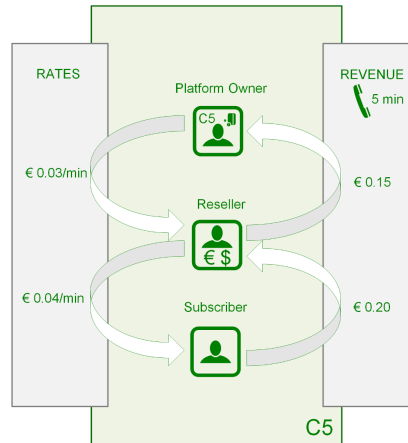 RATES
REVENUE
5 min
Platform Owner
C5
€ 0.03/min
€ 0.15
Reseller
€ $
€ 0.04/min
€ 0.20
Subscriber
C5